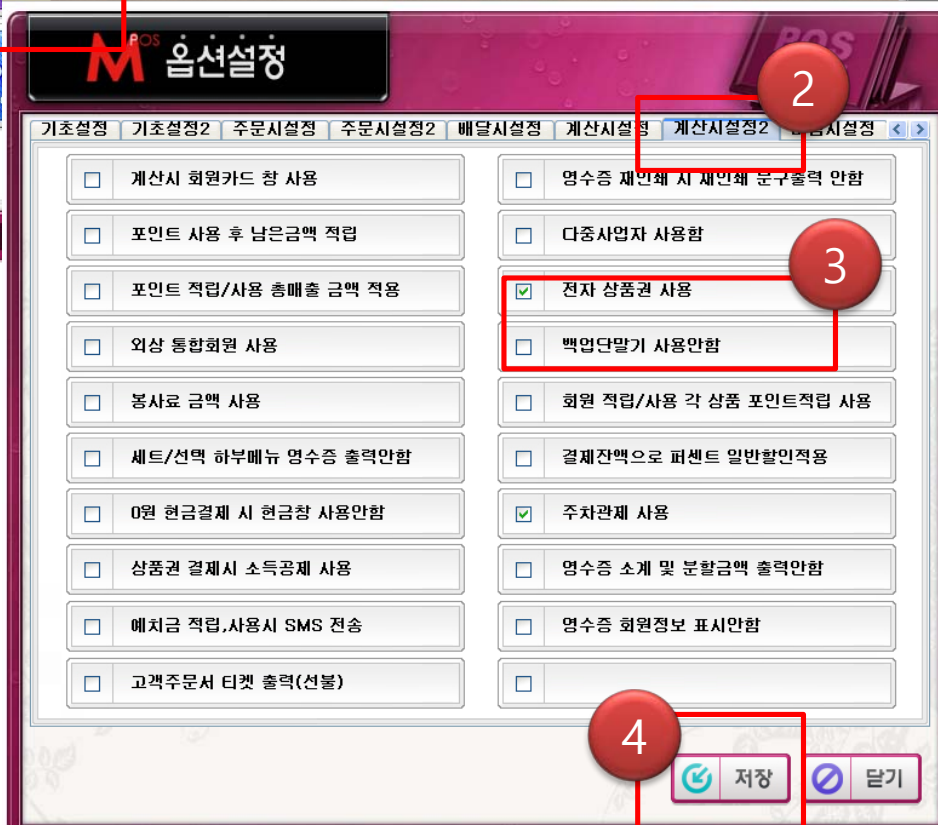 MPOS 옵션설정
POS
2
기초설정 기초설정2 주문시설정 주문시설정2 배달시설정 계산시설정 계산시설정2
계산시 회원카드 창 사용
영수증 재인쇄 시 재인쇄 문구출력 안함
포인트 사용 후 남은금액 적립
다중사업자 사용함
3
포인트 적립/사용 총매출 금액 적용
전자 상품권 사용
외상 통합회원 사용
백업단말기 사용안함
봉사료 금액 사용
회원 적립/사용 각 상품 포인트적립 사용
세트/선택 하부메뉴 영수증 출력안함
결제잔액으로 퍼센트 일반할인적용
0원 현금결제 시 현금창 사용안함
주차관제 사용
상품권 결제시 소득공제 사용
영수증 소계 및 분할금액 출력안함
예치금 적립,사용시 SMS 전송
영수증 회원정보 표시안함
고객주문서 티켓 출력(선불)
4
저장 닫기